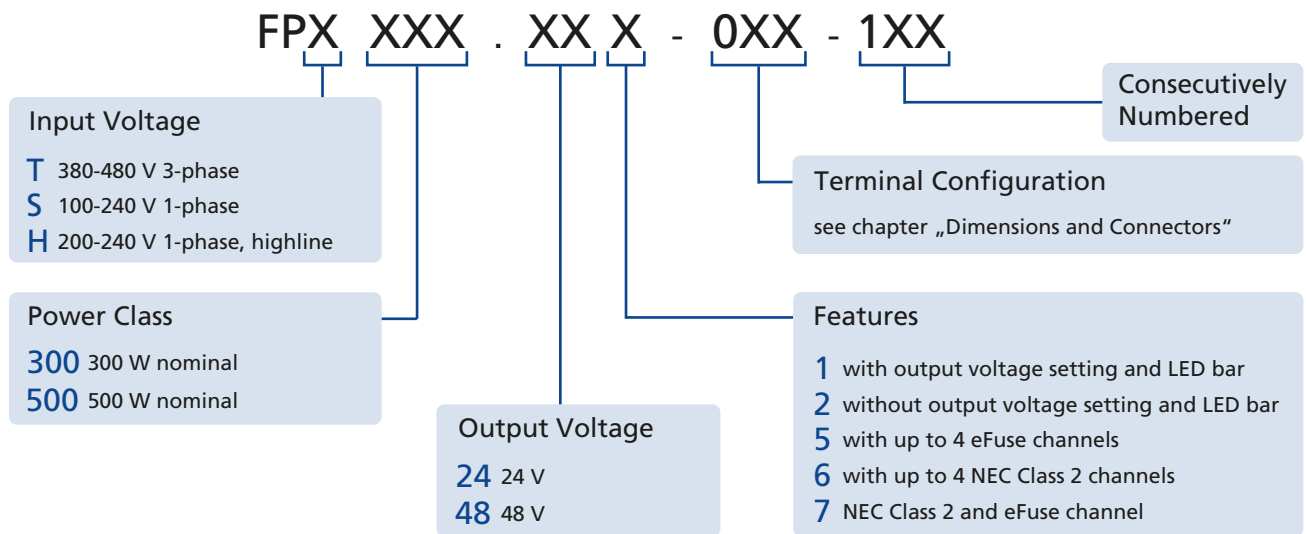 FPX XXX . XX X - 0XX - 1XX
Consecutively
Numbered
Input Voltage
T 380-480 V 3-phase
S 100-240 V 1-phase
H 200-240 V 1-phase, highline
Terminal Configuration
see chapter „Dimensions and Connectors“
Power Class
300 300 W nominal
500 500 W nominal
Output Voltage
24 24 V
48 48 V
Features
1 with output voltage setting and LED bar
2 without output voltage setting and LED bar
5 with up to 4 eFuse channels
6 with up to 4 NEC Class 2 channels
7 NEC Class 2 and eFuse channel